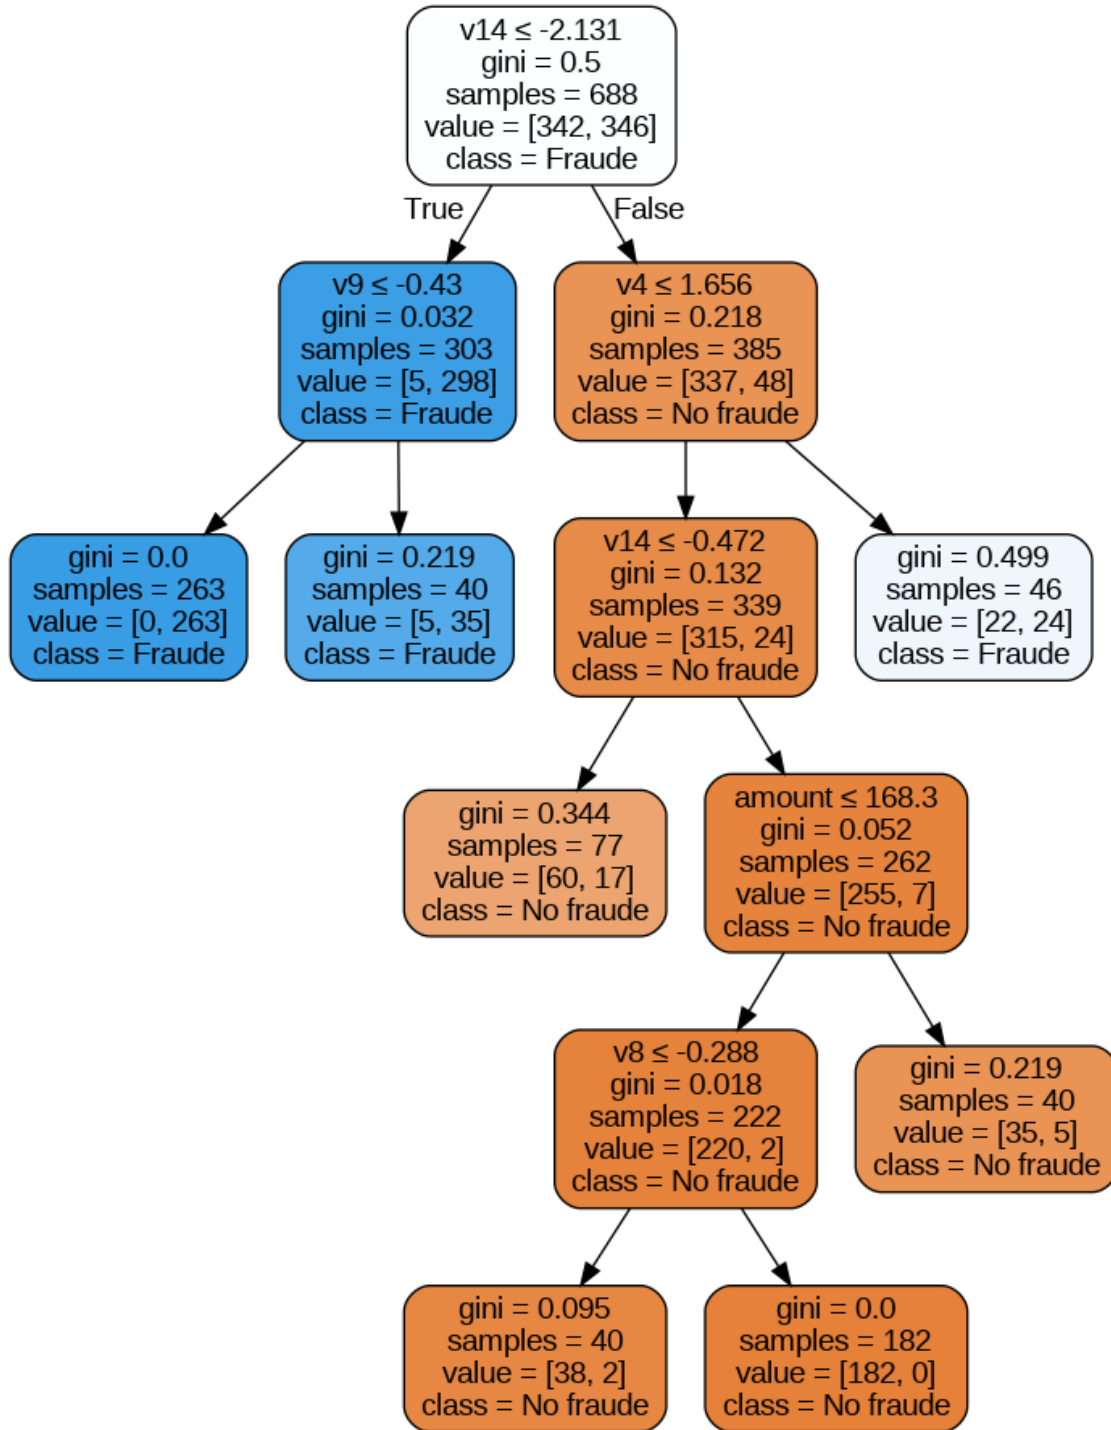 v14 ≤ -2.131
gini = 0.5
samples = 688
value = [342, 346]
class = Fraude
True
False
v9 ≤ -0.43
gini = 0.032
samples = 303
value = [5, 298]
class = Fraude
v4 ≤ 1.656
gini = 0.218
samples = 385
value = [337, 48]
class = No fraude
gini = 0.0
samples = 263
value = [0, 263]
class = Fraude
gini = 0.219
samples = 40
value = [5, 35]
class = Fraude
v14 ≤ -0.472
gini = 0.132
samples = 339
value = [315, 24]
class = No fraude
gini = 0.499
samples = 46
value = [22, 24]
class = Fraude
gini = 0.344
samples = 77
value = [60, 17]
class = No fraude
amount ≤ 168.3
gini = 0.052
samples = 262
value = [255, 7]
class = No fraude
v8 ≤ -0.288
gini = 0.018
samples = 222
value = [220, 2]
class = No fraude
gini = 0.219
samples = 40
value = [35, 5]
class = No fraude
gini = 0.095
samples = 40
value = [38, 2]
class = No fraude
gini = 0.0
samples = 182
value = [182, 0]
class = No fraude